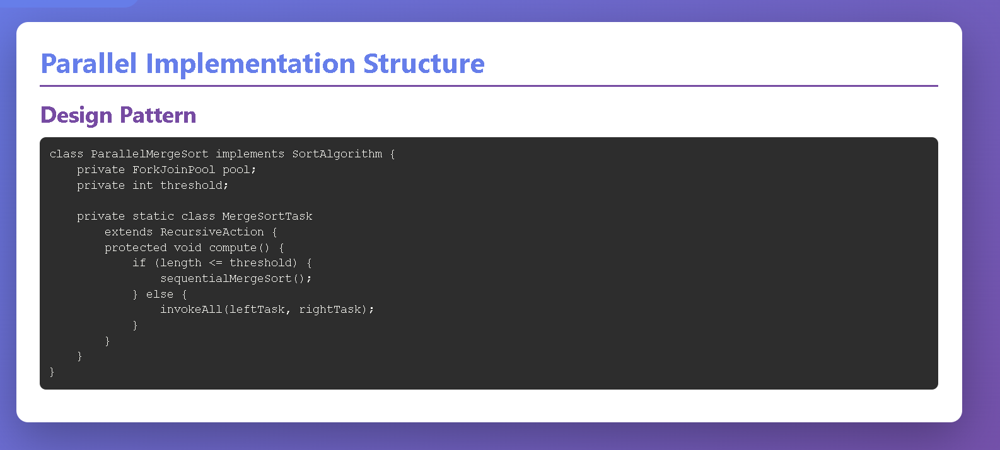 Parallel Implementation Structure
Design Pattern
class ParallelMergeSort implements SortAlgorithm {
    private ForkJoinPool pool;
    private int threshold;

    private static class MergeSortTask
        extends RecursiveAction {
        protected void compute() {
            if (length <= threshold) {
                sequentialMergeSort();
            } else {
                invokeAll(leftTask, rightTask);
            }
        }
    }
}